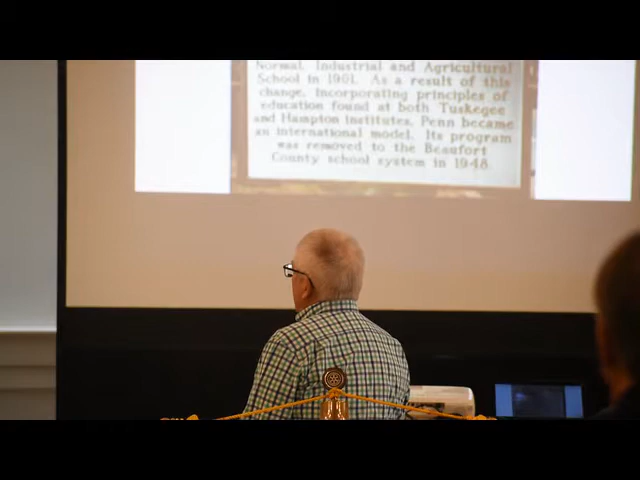 Normal, Industrial and Agricultural
School in 1901. As a result of this
change, incorporating principles of
education found at both Tuskegee
and Hampton institutes, Penn became
an international model. Its program
was removed to the Beaufort
County school system in 1948.